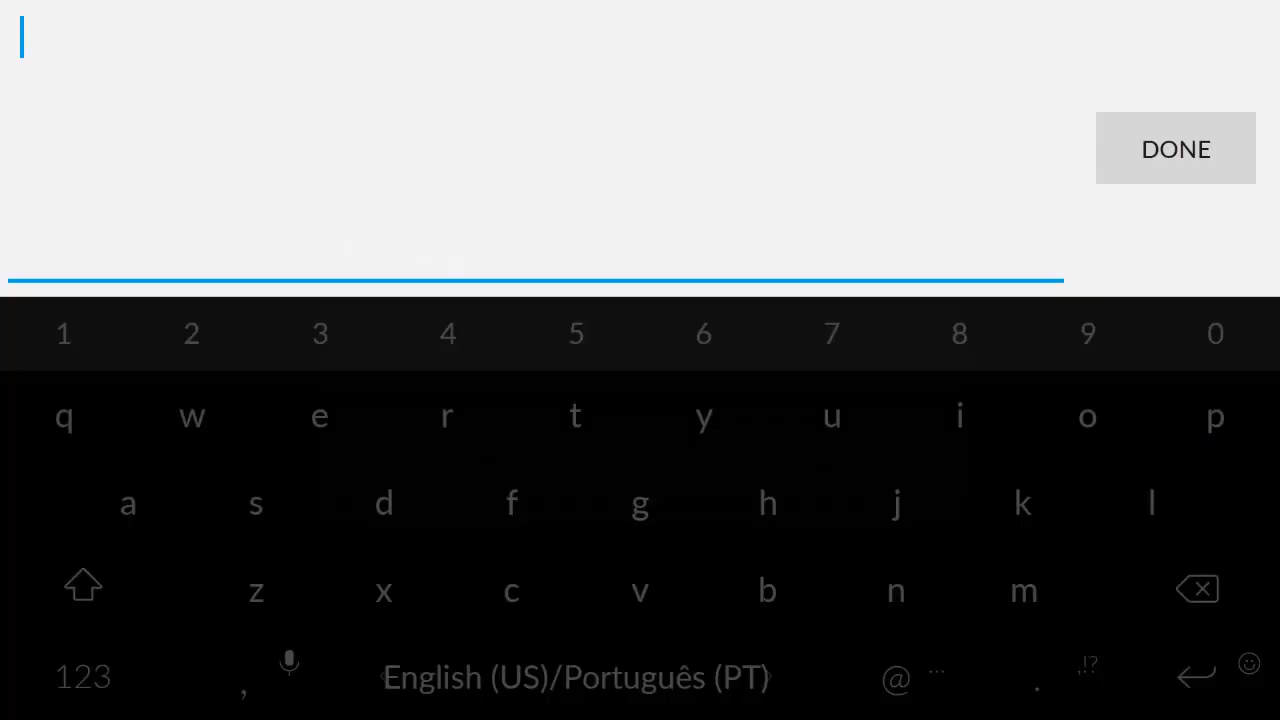 DONE
1 2 3 4 5 6 7 8 9 0
q w e r t y u i o p
a s d f g h j k l
z x c v b n m
123 , English (US)/Português (PT) @ ... . ,!?